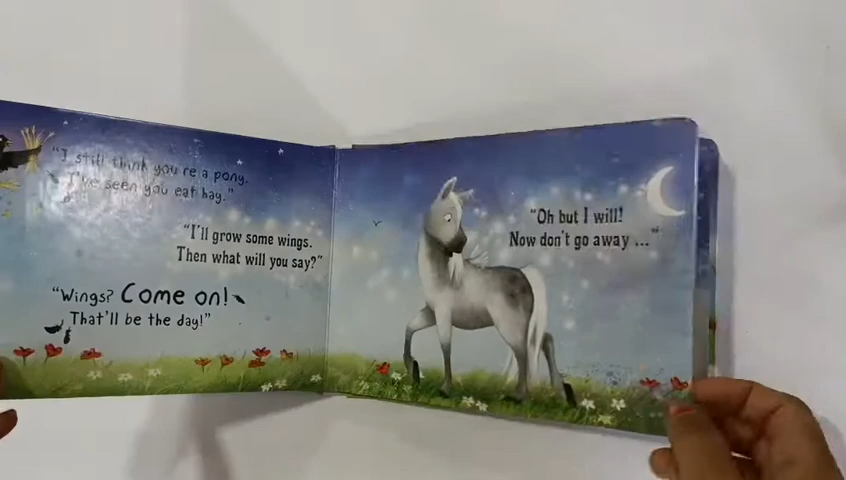 "I still think you're a pony.
I've seen you eat hay."
"I'll grow some wings.
Then what will you say?"
"Wings? Come on!
That'll be the day!"
"Oh but I will!
Now don't go away ..."